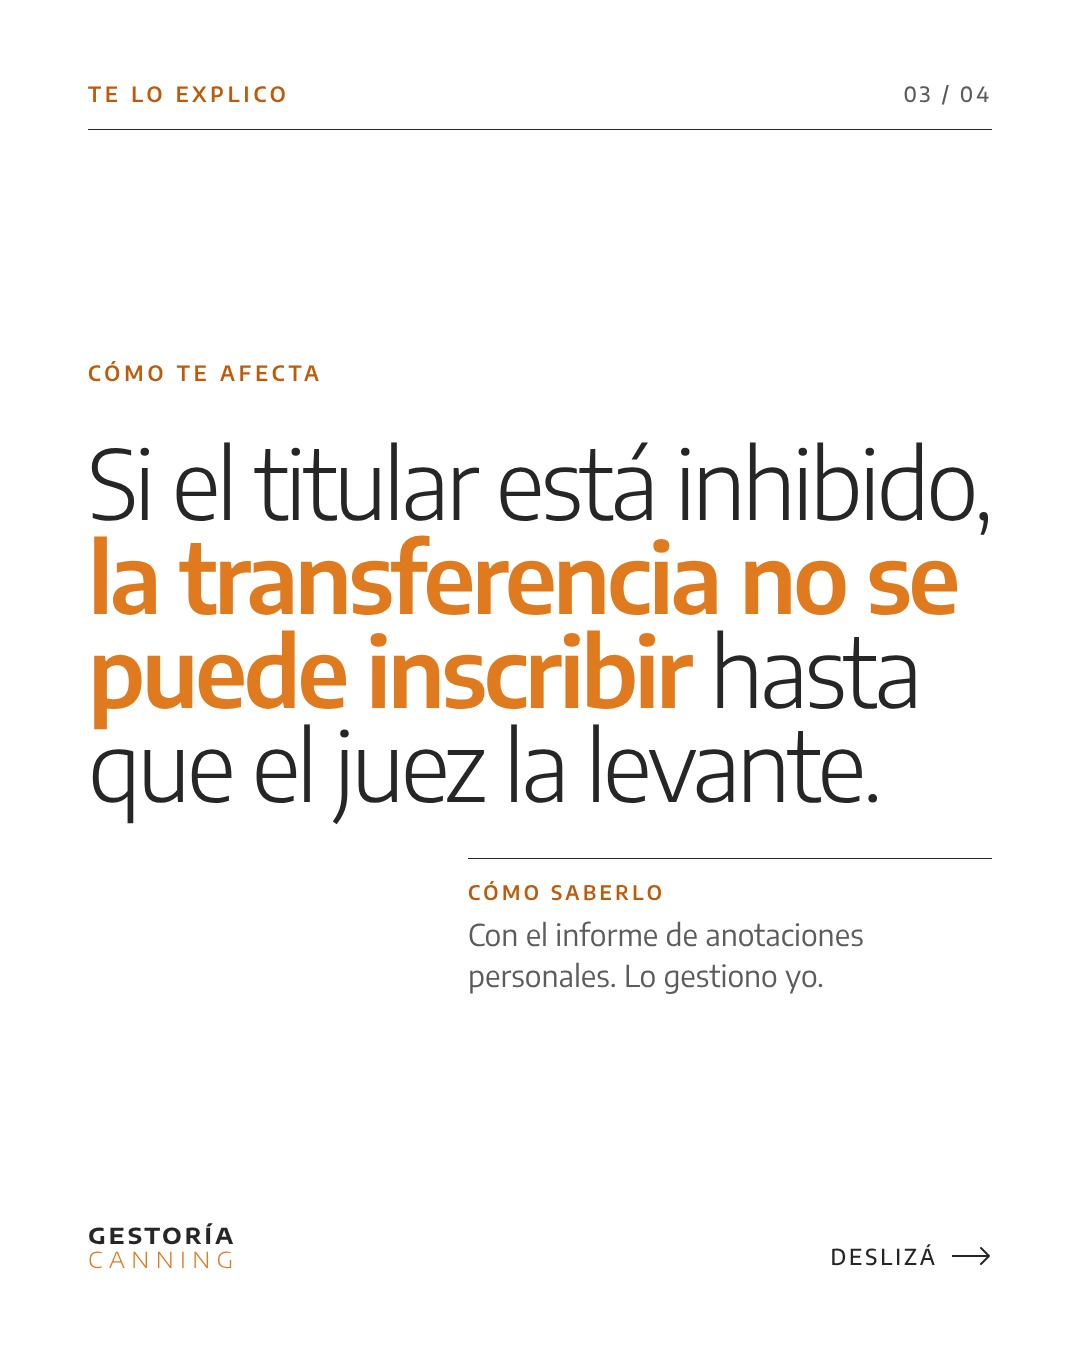 TE LO EXPLICO
03 / 04
CÓMO TE AFECTA
Si el titular está inhibido,
la transferencia no se
puede inscribir hasta
que el juez la levante.
CÓMO SABERLO
Con el informe de anotaciones
personales. Lo gestiono yo.
GESTORÍA
CANNING
DESLIZÁ